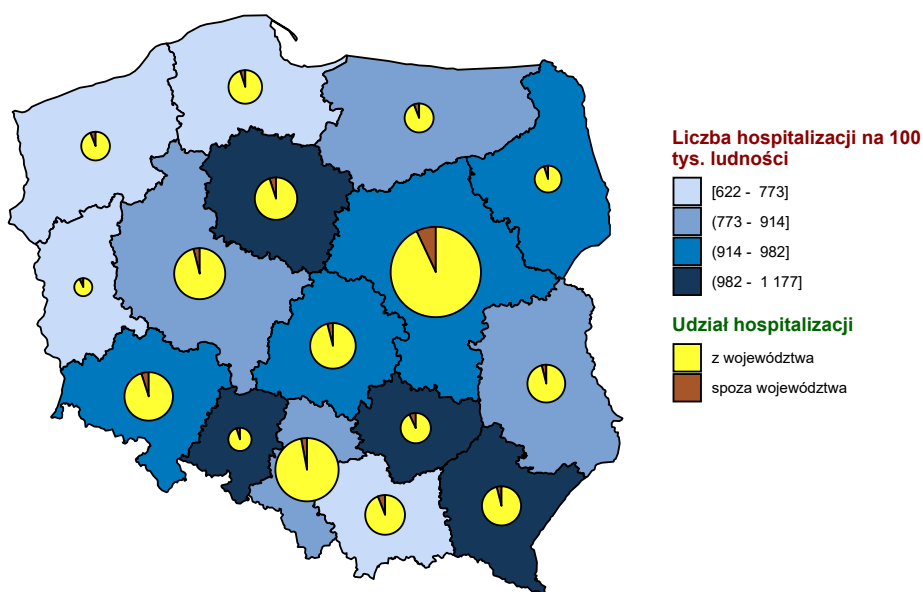 Liczba hospitalizacji na 100
tys. ludności
[622 - 773]
(773 - 914]
(914 - 982]
(982 - 1 177]
Udział hospitalizacji
z województwa
spoza województwa